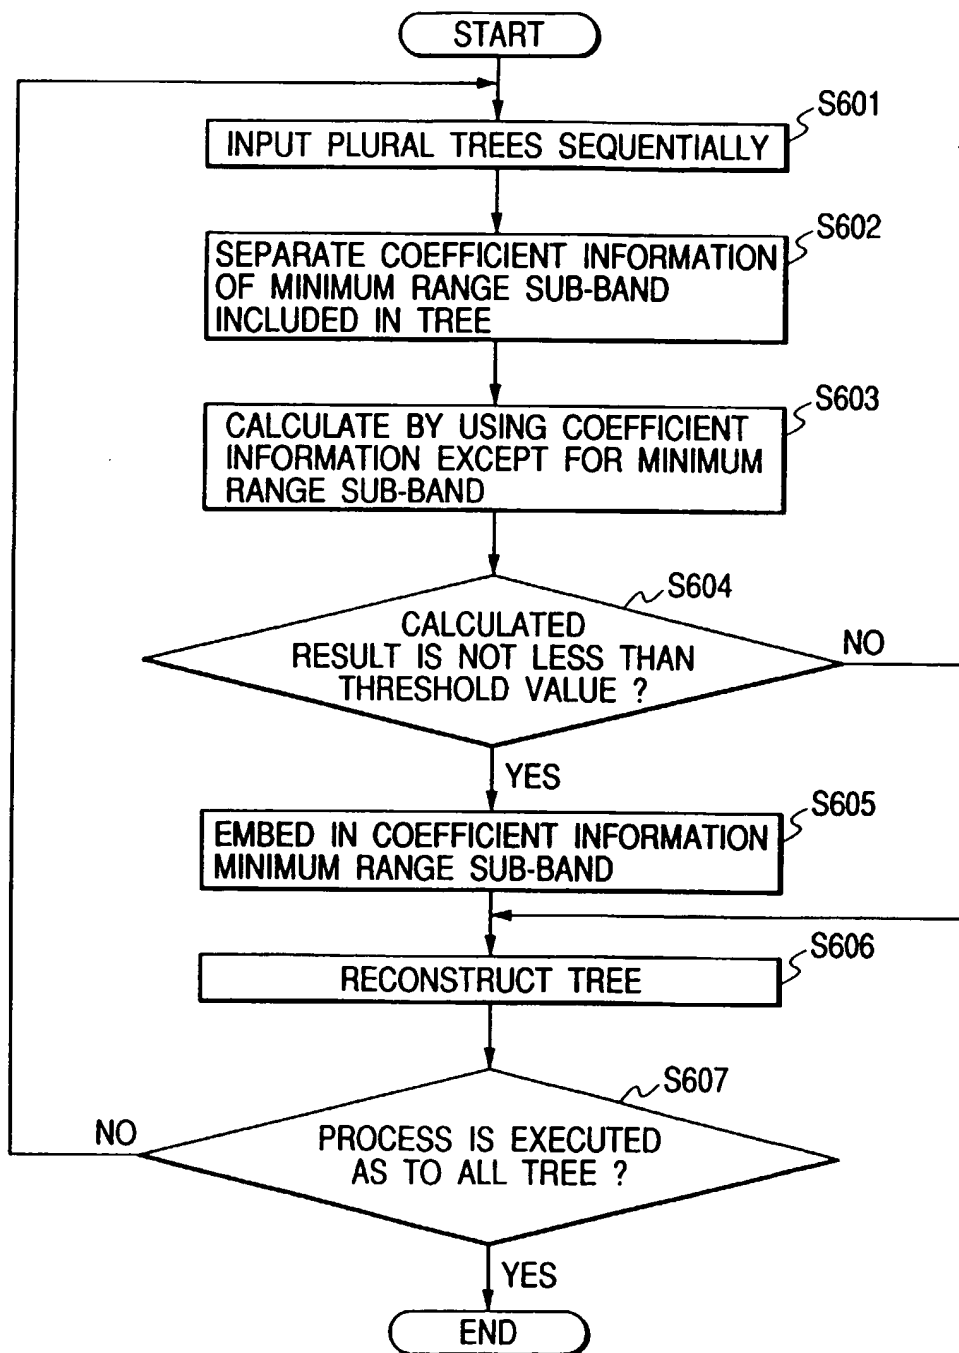 START
S601
INPUT PLURAL TREES SEQUENTIALLY
S602
SEPARATE COEFFICIENT INFORMATION
OF MINIMUM RANGE SUB-BAND
INCLUDED IN TREE
S603
CALCULATE BY USING COEFFICIENT
INFORMATION EXCEPT FOR MINIMUM
RANGE SUB-BAND
S604
CALCULATED
RESULT IS NOT LESS THAN
THRESHOLD VALUE ?
NO
YES
S605
EMBED IN COEFFICIENT INFORMATION
MINIMUM RANGE SUB-BAND
S606
RECONSTRUCT TREE
S607
NO
PROCESS IS EXECUTED
AS TO ALL TREE ?
YES
END